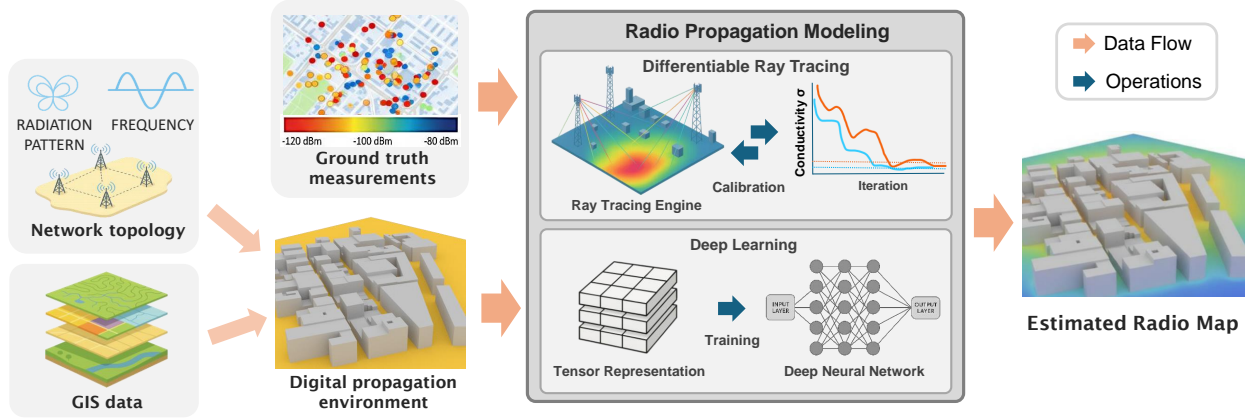 RADIATION
PATTERN
FREQUENCY
Network topology
GIS data
-120 dBm
-100 dBm
-80 dBm
Ground truth
measurements
Digital propagation
environment
Radio Propagation Modeling
Differentiable Ray Tracing
Ray Tracing Engine
Calibration
Conductivity σ
Iteration
Deep Learning
Tensor Representation
Training
INPUT
LAYER
OUTPUT
LAYER
Deep Neural Network
Data Flow
Operations
Estimated Radio Map